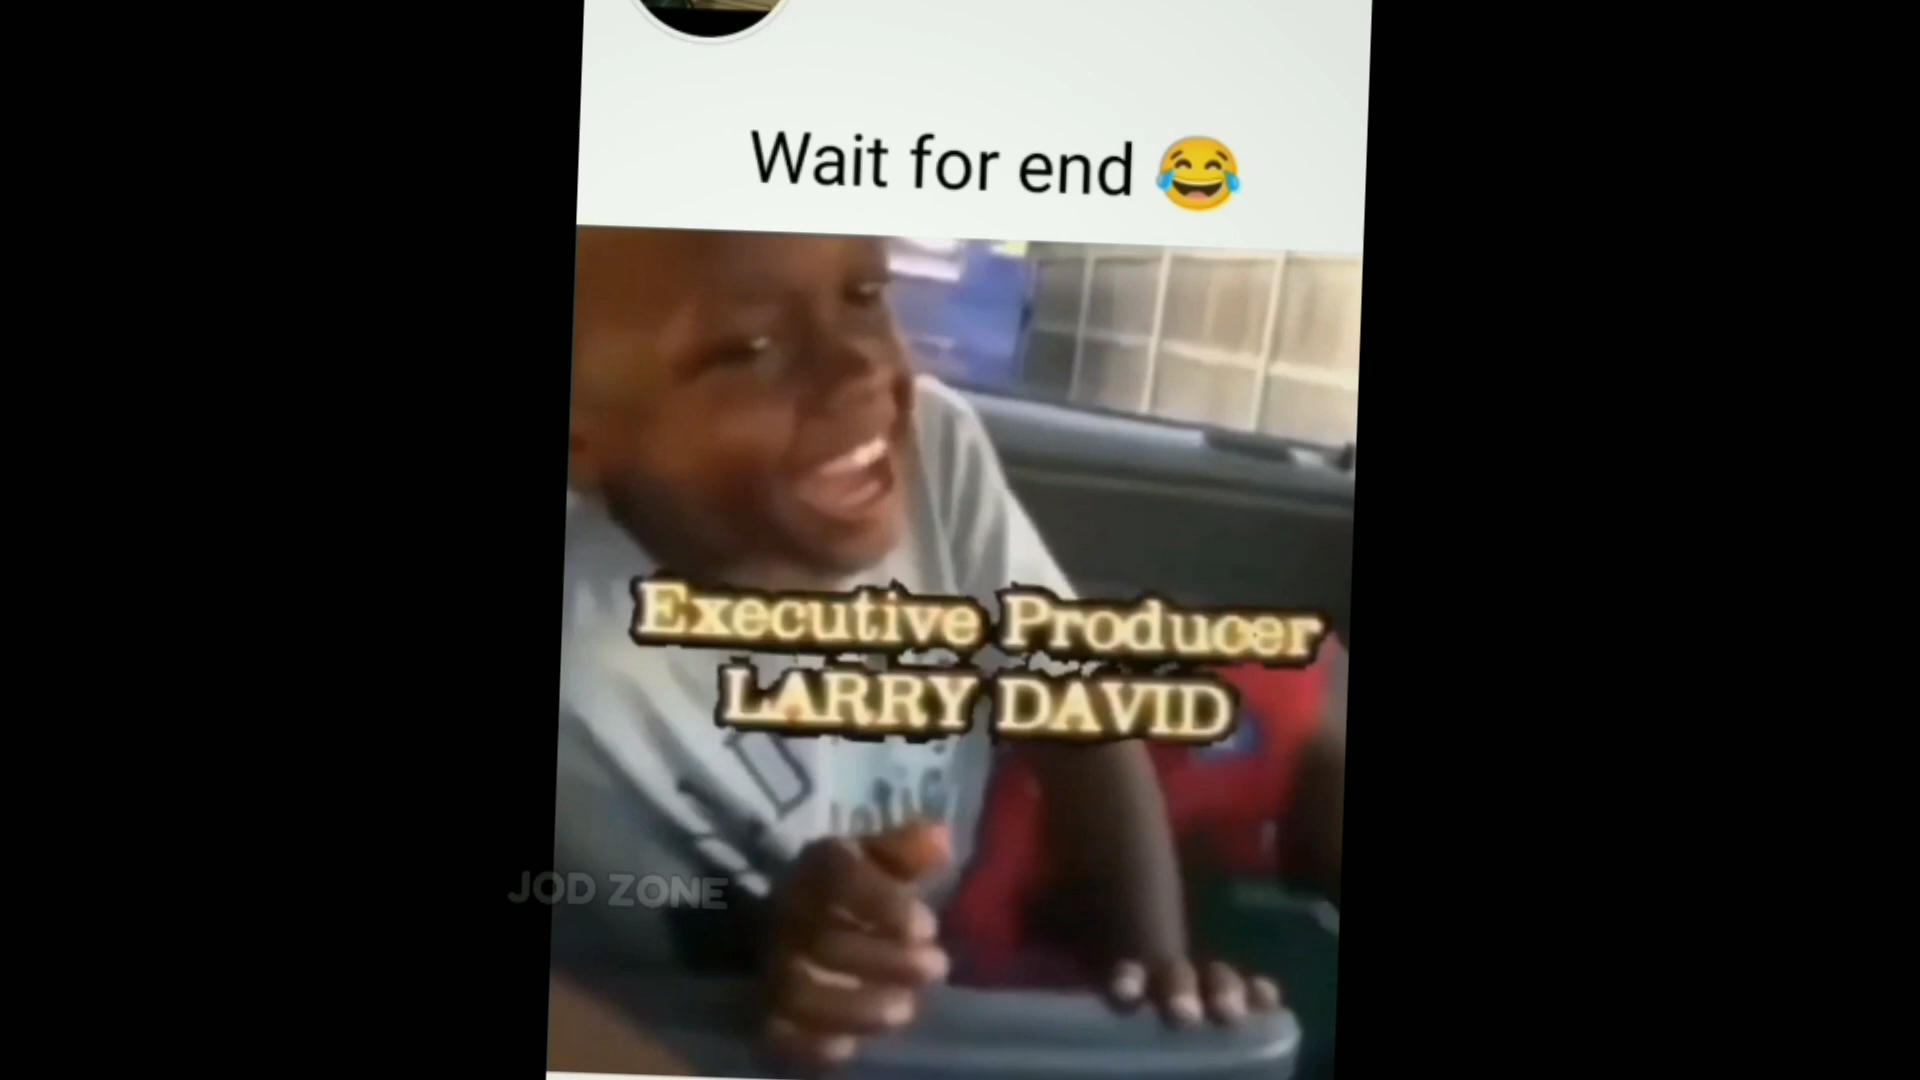 Wait for end 😂
Executive Producer
LARRY DAVID
JOD ZONE